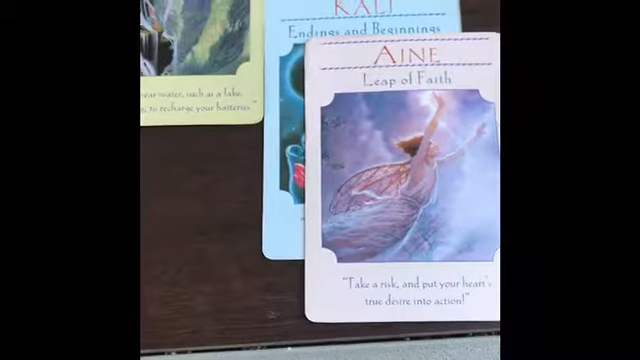 near water, such as a lake,
to recharge your batteries."
KALI
Endings and Beginnings
AINE
Leap of Faith
"Take a risk, and put your heart's
true desire into action!"